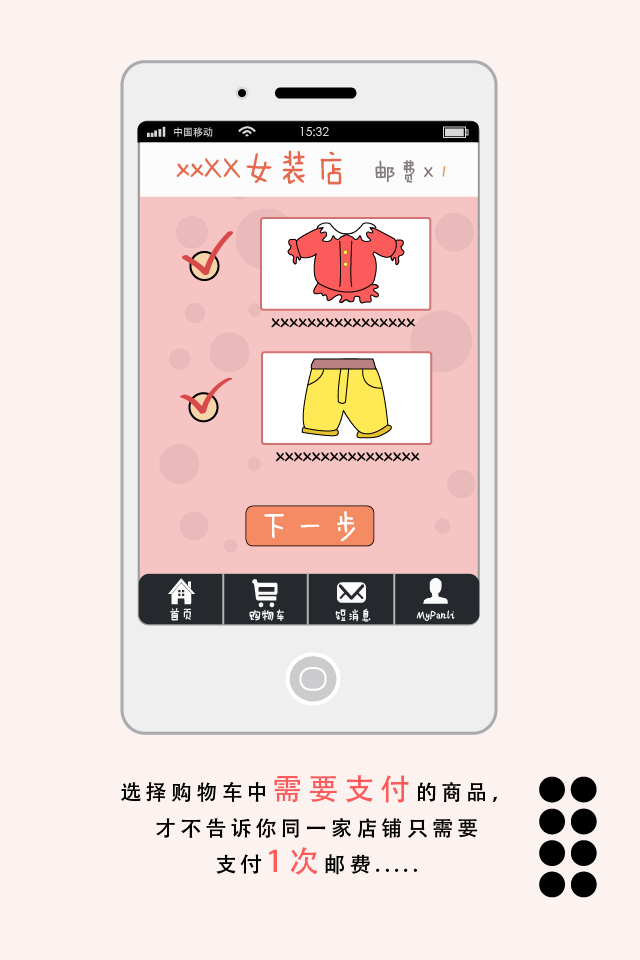 中国移动 15:32
xxXX女装店 邮费 x 1
xxxxxxxxxxxxxxxx
xxxxxxxxxxxxxxxx
下一步
首页 购物车 短消息 MyPanli
选择购物车中需要支付的商品,
才不告诉你同一家店铺只需要
支付1次邮费.....